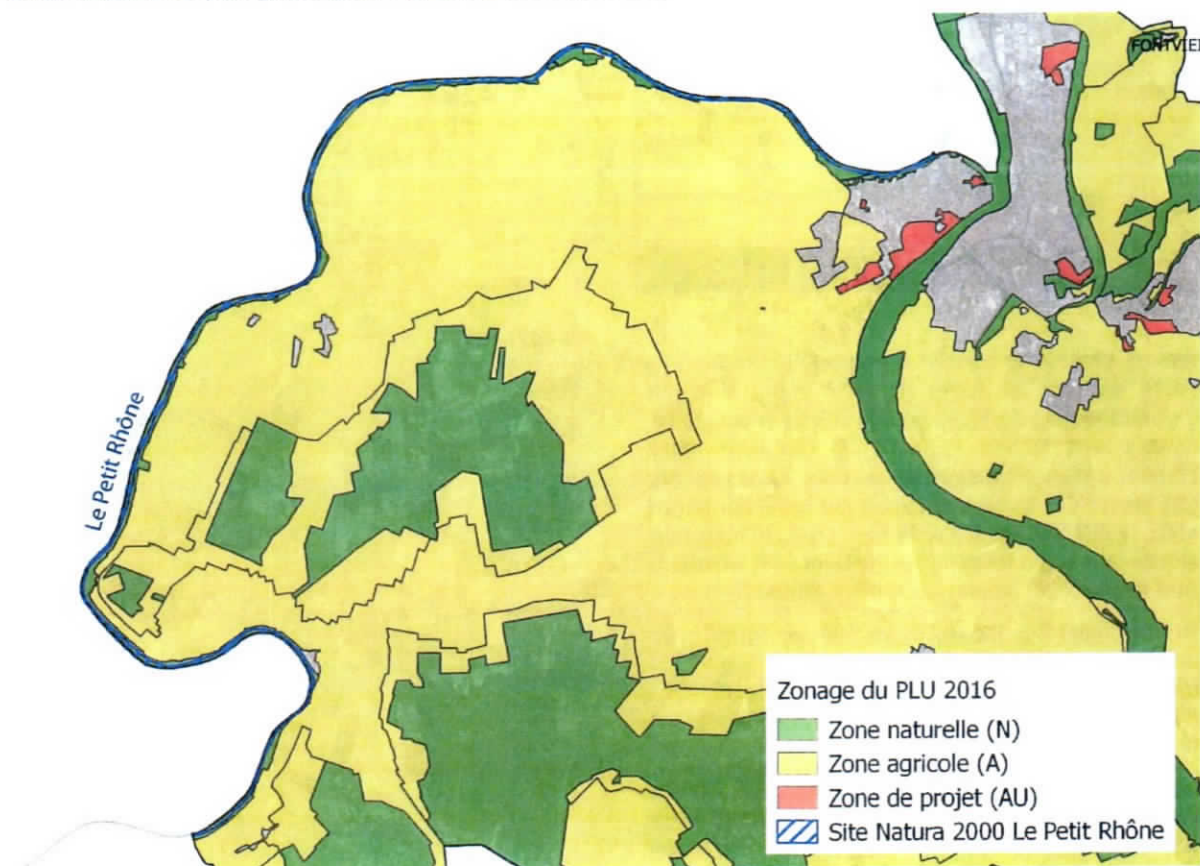 Le Petit Rhône
Zonage du PLU 2016
Zone naturelle (N)
Zone agricole (A)
Zone de projet (AU)
Site Natura 2000 Le Petit Rhône